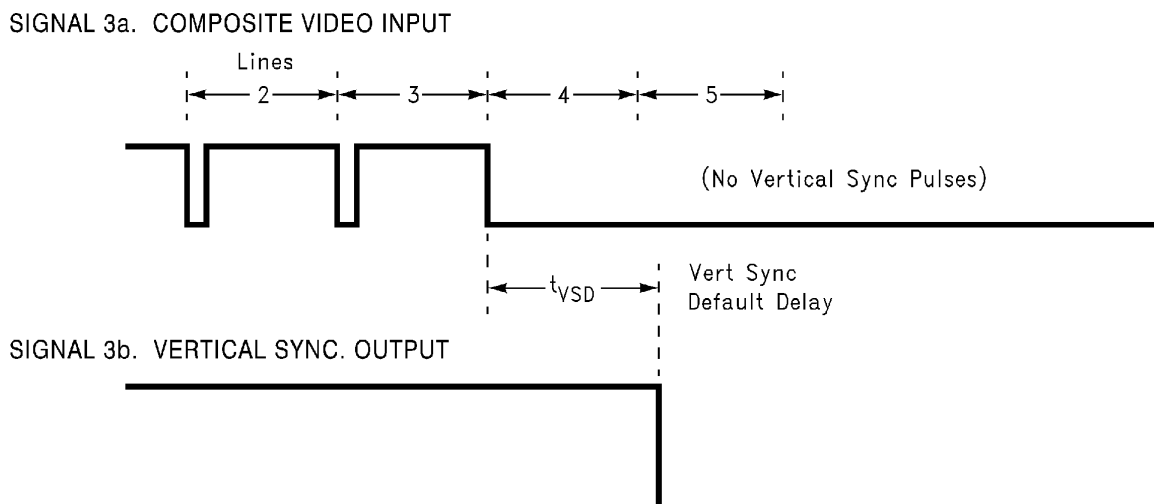 SIGNAL 3a. COMPOSITE VIDEO INPUT
Lines
2 3 4 5
(No Vertical Sync Pulses)
tVSD
Vert Sync
Default Delay
SIGNAL 3b. VERTICAL SYNC. OUTPUT